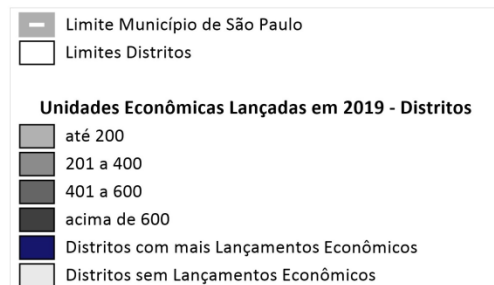 Limite Município de São Paulo
Limites Distritos
Unidades Econômicas Lançadas em 2019 - Distritos
até 200
201 a 400
401 a 600
acima de 600
Distritos com mais Lançamentos Econômicos
Distritos sem Lançamentos Econômicos